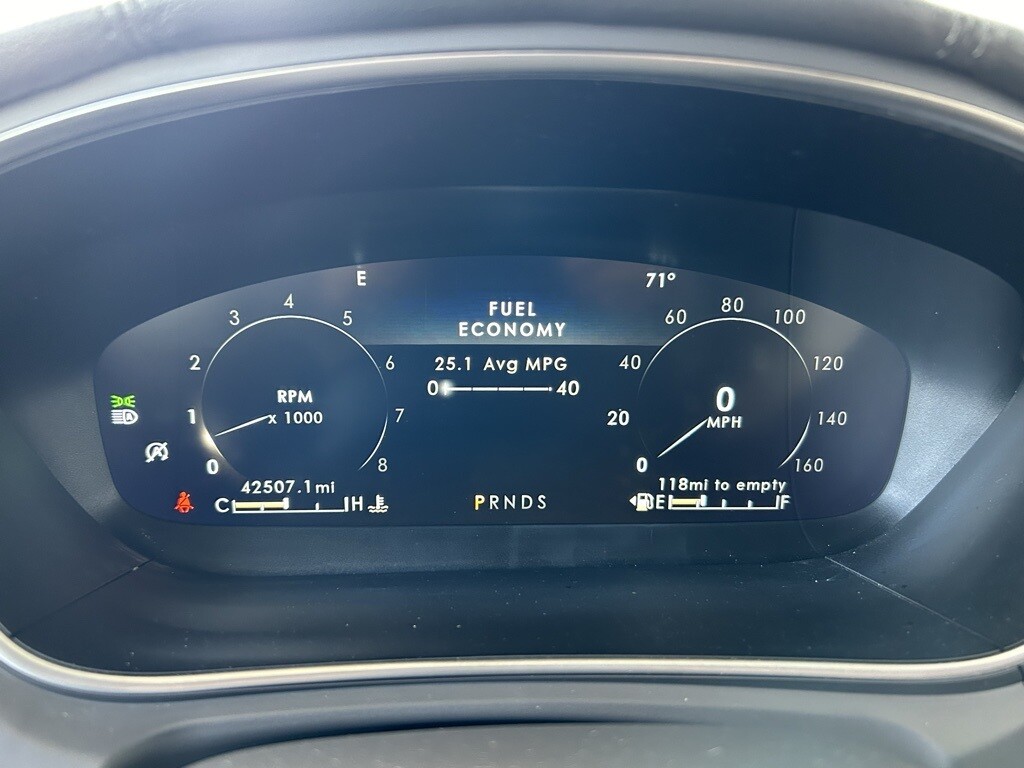 E
71°
FUEL
ECONOMY
25.1 Avg MPG
0 40
0 1 2 3 4 5 6 7 8
RPM
x 1000
0 20 40 60 80 100 120 140 160
0
MPH
42507.1 mi
C H
PRNDS
118mi to empty
E F
A
A